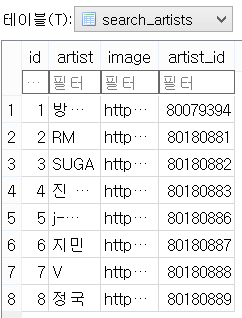 테이블(T): search_artists
id artist image artist_id
… 필터 필터 필터
1 1 방… http… 80079394
2 2 RM http… 80180881
3 3 SUGA http… 80180882
4 4 진 … http… 80180883
5 5 j-… http… 80180886
6 6 지민 http… 80180887
7 7 V http… 80180888
8 8 정국 http… 80180889